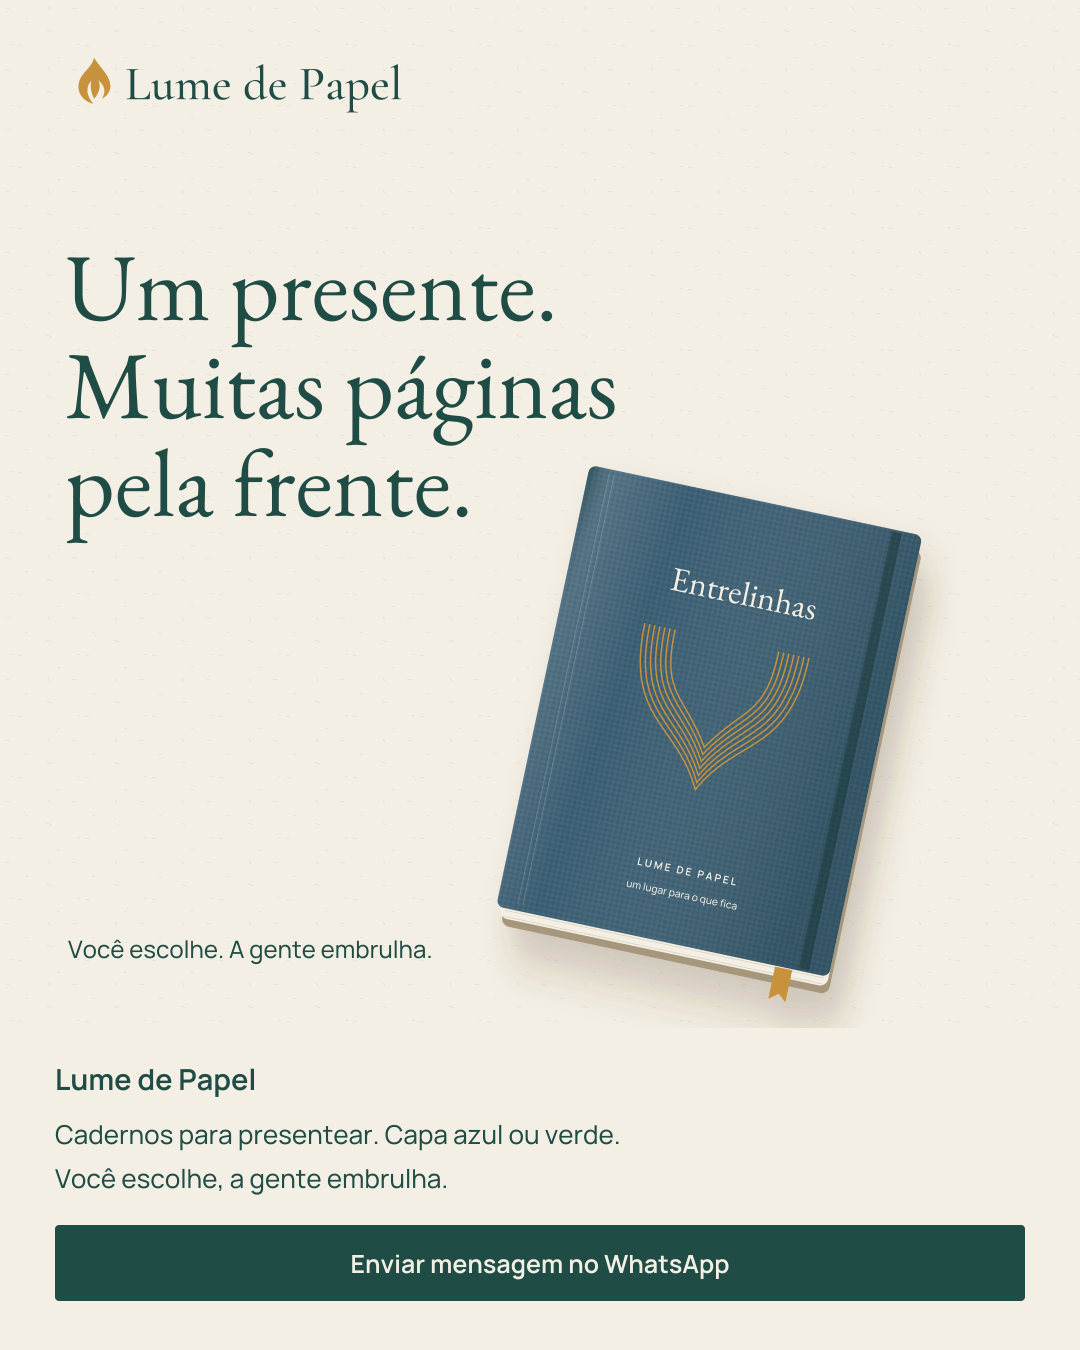 Lume de Papel
Um presente.
Muitas páginas
pela frente.
Entrelinhas
LUME DE PAPEL
um lugar para o que fica
Você escolhe. A gente embrulha.
Lume de Papel
Cadernos para presentear. Capa azul ou verde.
Você escolhe, a gente embrulha.
Enviar mensagem no WhatsApp